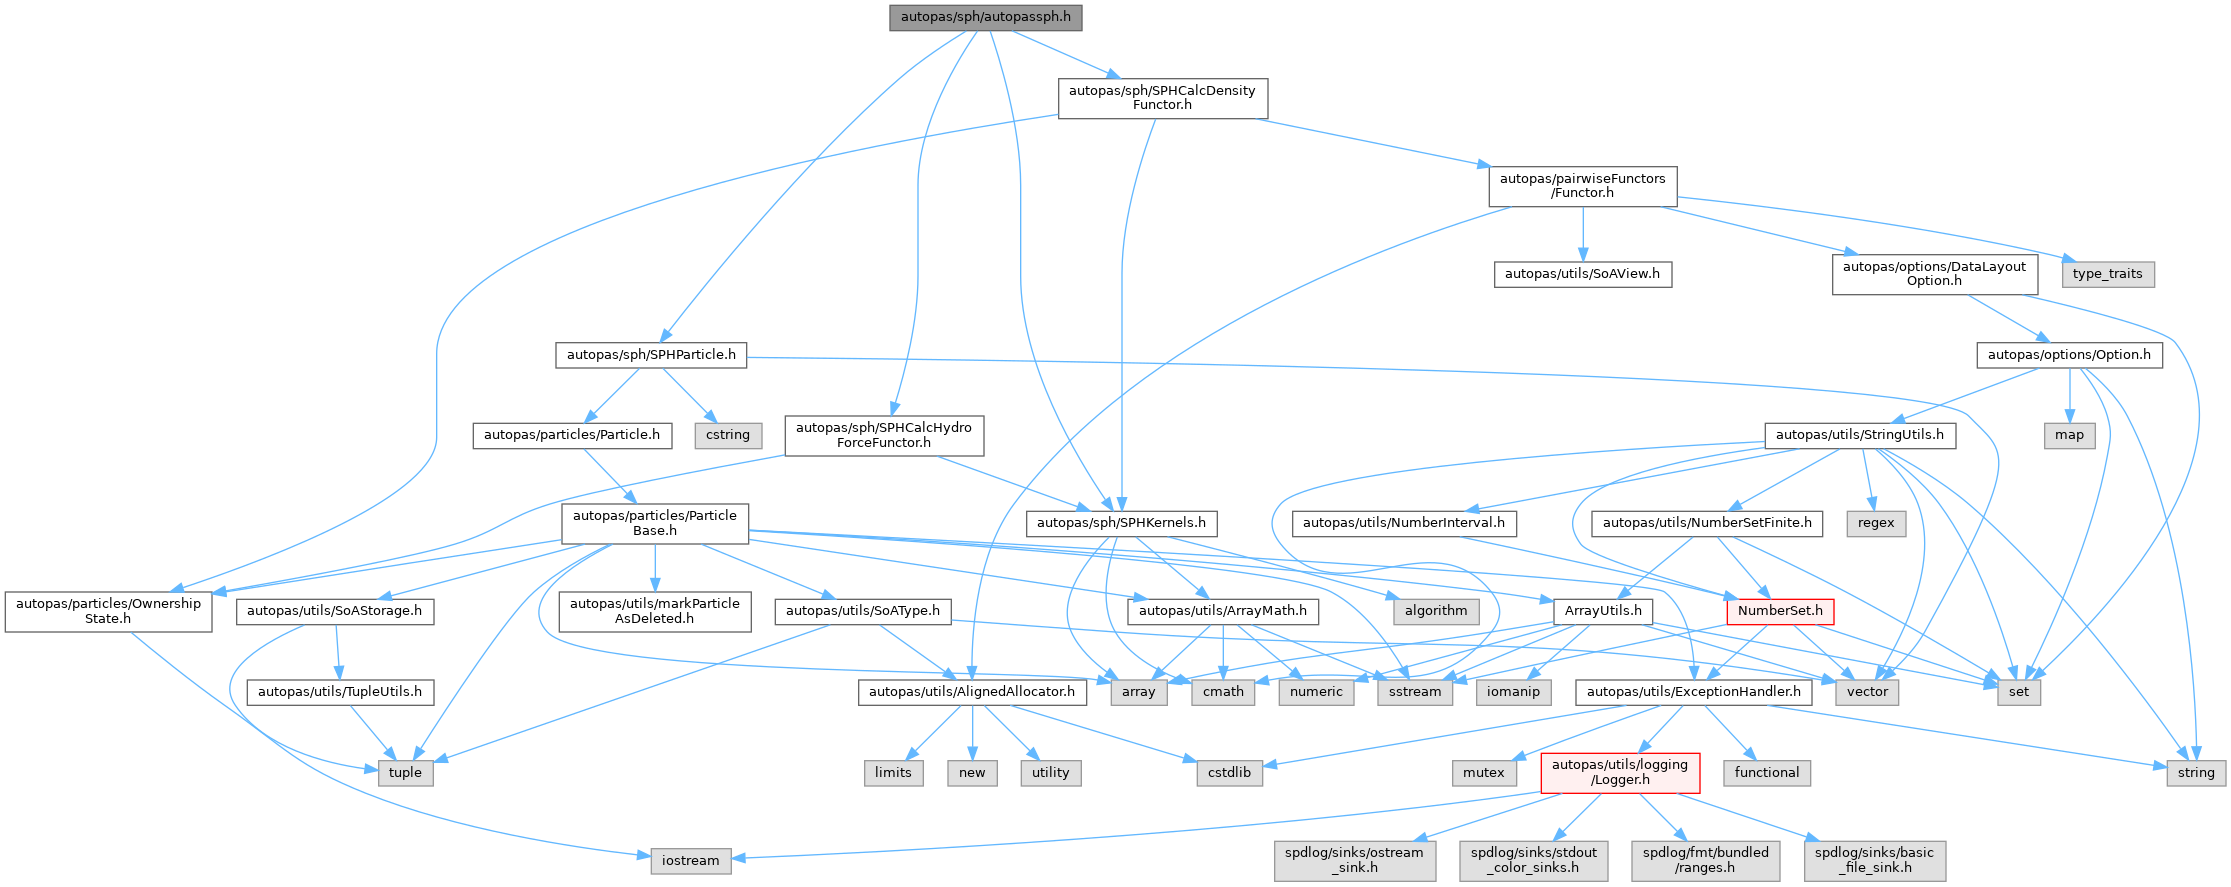 autopas/sph/autopassph.h
autopas/sph/SPHCalcDensity
Functor.h
autopas/pairwiseFunctors
/Functor.h
autopas/utils/SoAView.h
autopas/options/DataLayout
Option.h
type_traits
autopas/sph/SPHParticle.h
autopas/options/Option.h
autopas/particles/Particle.h
cstring
autopas/sph/SPHCalcHydro
ForceFunctor.h
autopas/utils/StringUtils.h
map
autopas/particles/Particle
Base.h
autopas/sph/SPHKernels.h
autopas/utils/NumberInterval.h
autopas/utils/NumberSetFinite.h
regex
autopas/particles/Ownership
State.h
autopas/utils/SoAStorage.h
autopas/utils/markParticle
AsDeleted.h
autopas/utils/SoAType.h
autopas/utils/ArrayMath.h
algorithm
ArrayUtils.h
NumberSet.h
autopas/utils/TupleUtils.h
autopas/utils/AlignedAllocator.h
array
cmath
numeric
sstream
iomanip
autopas/utils/ExceptionHandler.h
vector
set
tuple
limits
new
utility
cstdlib
mutex
autopas/utils/logging
/Logger.h
functional
string
iostream
spdlog/sinks/ostream
_sink.h
spdlog/sinks/stdout
_color_sinks.h
spdlog/fmt/bundled
/ranges.h
spdlog/sinks/basic
_file_sink.h